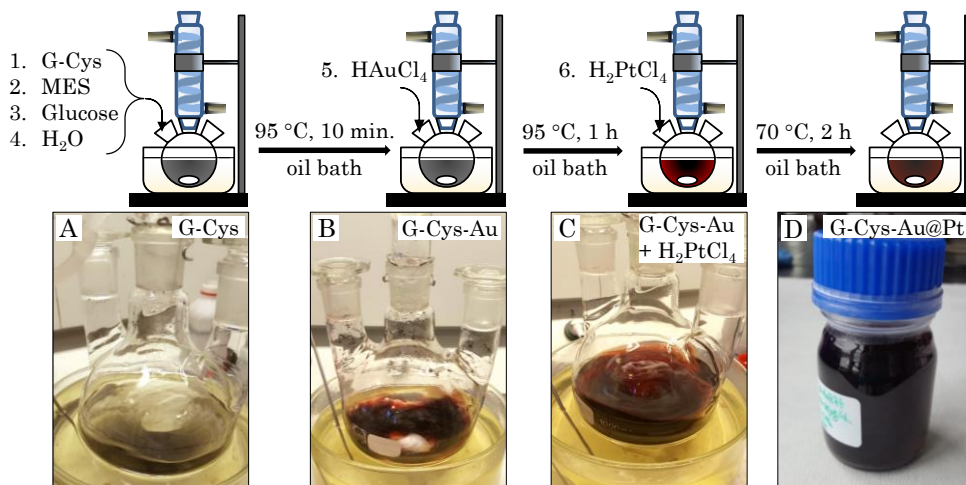 1. G-Cys
2. MES
3. Glucose
4. H₂O
95 °C, 10 min.
oil bath
5. HAuCl₄
95 °C, 1 h
oil bath
6. H₂PtCl₄
70 °C, 2 h
oil bath
A
G-Cys
B
G-Cys-Au
C
G-Cys-Au
+ H₂PtCl₄
D
G-Cys-Au@Pt